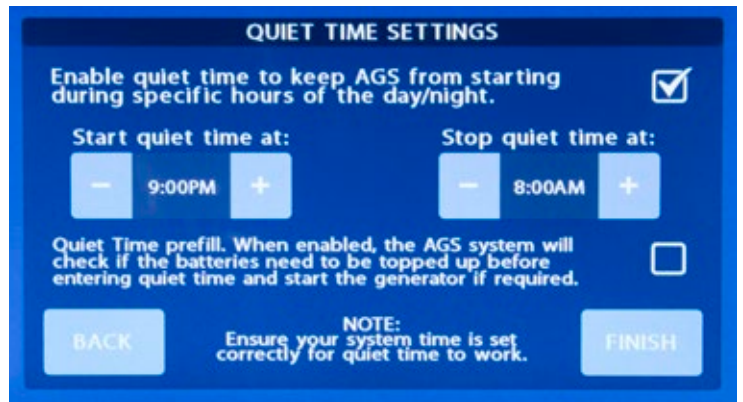 QUIET TIME SETTINGS
Enable quiet time to keep AGS from starting
during specific hours of the day/night.
Start quiet time at:
Stop quiet time at:
− 9:00PM +
− 8:00AM +
Quiet Time prefill. When enabled, the AGS system will
check if the batteries need to be topped up before
entering quiet time and start the generator if required.
BACK
NOTE:
Ensure your system time is set
correctly for quiet time to work.
FINISH